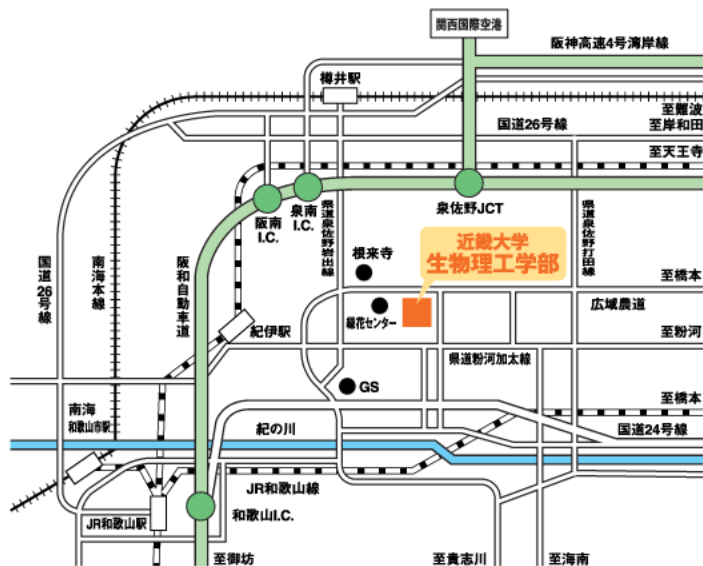 関西国際空港
阪神高速4号湾岸線
樽井駅
至難波
国道26号線
至岸和田
至天王寺
阪南
I.C.
泉南
I.C.
県道泉佐野岩出線
泉佐野JCT
県道泉佐野打田線
国道26号線
南海本線
阪和自動車道
根来寺
近畿大学
生物理工学部
至橋本
広域農道
緑花センター
紀伊駅
至粉河
県道粉河加太線
GS
至橋本
南海
和歌山市駅
紀の川
国道24号線
JR和歌山線
JR和歌山駅
和歌山I.C.
至御坊
至貴志川
至海南